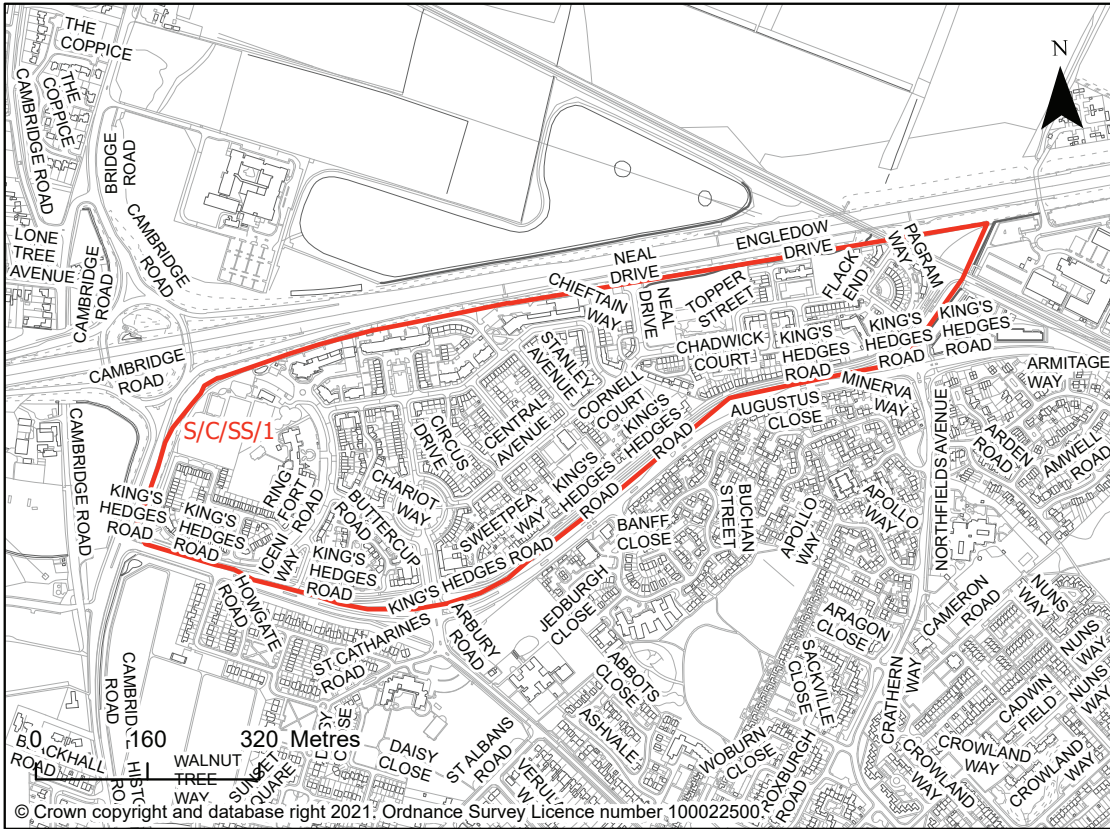 THE
COPPICE
THE
COPPICE
CAMBRIDGE ROAD
BRIDGE
ROAD
CAMBRIDGE
ROAD
LONE
TREE
AVENUE
CAMBRIDGE
ROAD
CAMBRIDGE
ROAD
CAMBRIDGE ROAD
N
NEAL
DRIVE
ENGLEDOW
DRIVE
PAGRAM
WAY
FLACK
END
CHIEFTAIN
WAY
NEAL
DRIVE
TOPPER
STREET
CHADWICK
COURT
KING'S
HEDGES
ROAD
KING'S
HEDGES
ROAD
KING'S
HEDGES
ROAD
ARMITAGE
WAY
MINERVA
WAY
AUGUSTUS
CLOSE
STANLEY
AVENUE
CORNELL
COURT
CENTRAL
AVENUE
CIRCUS
DRIVE
KING'S
HEDGES
ROAD
KING'S
HEDGES
ROAD
S/C/SS/1
RING
FORT
ROAD
CHARIOT
WAY
BUTTERCUP
ROAD
SWEETPEA
WAY
KING'S
HEDGES
ROAD
KING'S
HEDGES
ROAD
ICENI
WAY
KING'S
HEDGES
ROAD
KING'S HEDGES ROAD
HOWGATE
ROAD
ST CATHARINES
ROAD
ARBURY
ROAD
JEDBURGH
CLOSE
BANFF
CLOSE
BUCHAN
STREET
APOLLO
WAY
APOLLO
WAY
NORTHFIELDS AVENUE
ARDEN
ROAD
AMWELL
ROAD
CAMERON
ROAD
NUNS
WAY
NUNS
WAY
NUNS
WAY
ARAGON
CLOSE
SACKVILLE
CLOSE
CRATHERN
WAY
CADWIN
FIELD
CROWLAND
WAY
CROWLAND
WAY
CROWLAND
ABBOTS
CLOSE
ASHVALE
WOBURN
CLOSE
ROXBURGH
ROAD
ST ALBANS
ROAD
DAISY
CLOSE
CLOSE
SQUARE
WALNUT
TREE
WAY
CAMBRIDGE
ROAD
ROAD
0 160 320 Metres
© Crown copyright and database right 2021. Ordnance Survey Licence number 100022500.